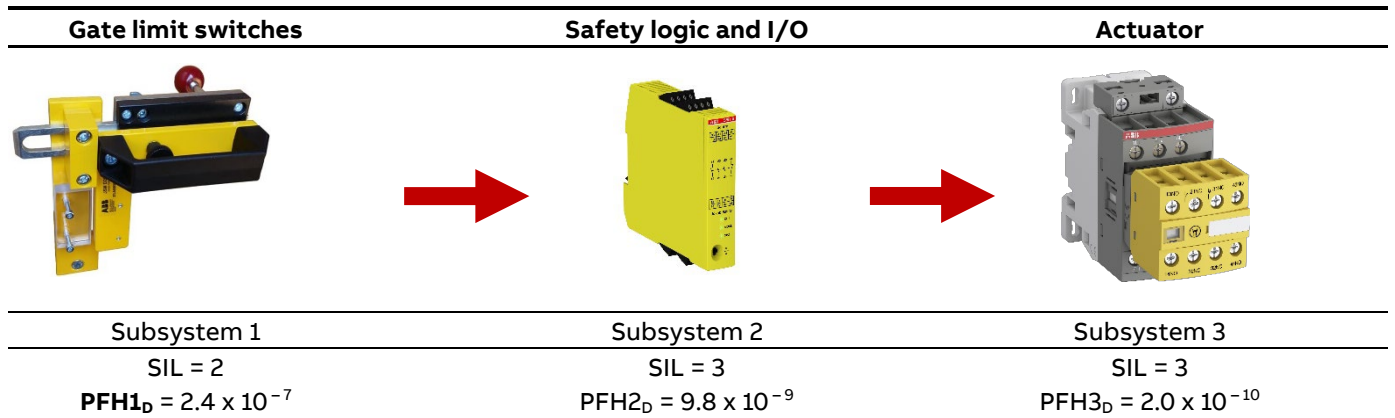 Gate limit switches Safety logic and I/O Actuator
ABB
Subsystem 1 Subsystem 2 Subsystem 3
SIL = 2 SIL = 3 SIL = 3
PFH1D = 2.4 x 10⁻⁷ PFH2D = 9.8 x 10⁻⁹ PFH3D = 2.0 x 10⁻¹⁰